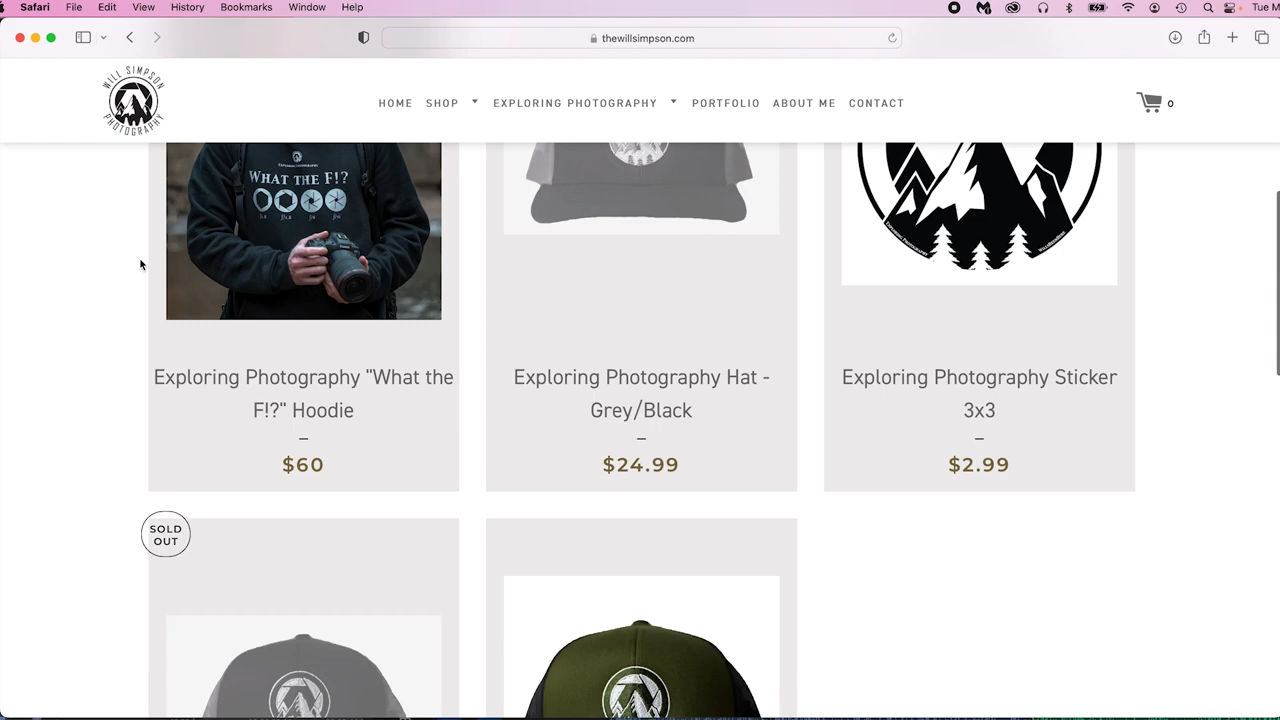 Safari File Edit View History Bookmarks Window Help Tue M
thewillsimpson.com
WILL SIMPSON
PHOTOGRAPHY
HOME SHOP EXPLORING PHOTOGRAPHY PORTFOLIO ABOUT ME CONTACT 0
WHAT THE F!?
Exploring Photography "What the
F!?" Hoodie
–
$60
Exploring Photography Hat -
Grey/Black
–
$24.99
Exploring Photography Sticker
3x3
–
$2.99
SOLD
OUT